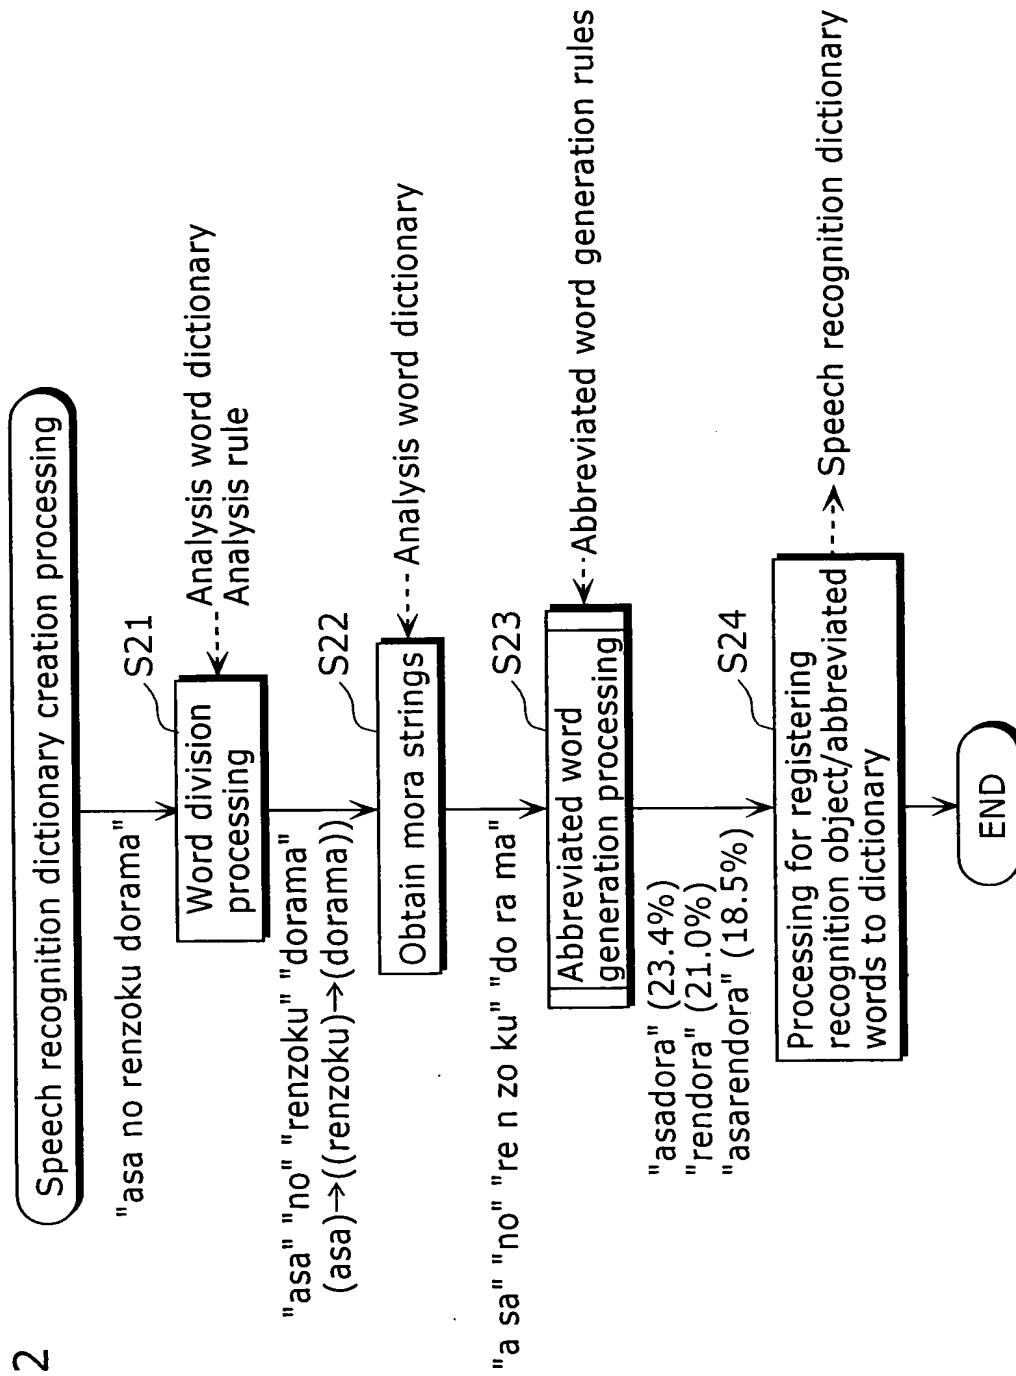 2
Speech recognition dictionary creation processing
"asa no renzoku dorama"
S21
Word division
processing
Analysis word dictionary
Analysis rule
"asa" "no" "renzoku" "dorama"
(asa)→((renzoku)→(dorama))
S22
Obtain mora strings
Analysis word dictionary
"a sa" "no" "re n zo ku" "do ra ma"
S23
Abbreviated word
generation processing
Abbreviated word generation rules
"asadora" (23.4%)
"rendora" (21.0%)
"asarendora" (18.5%)
S24
Processing for registering
recognition object/abbreviated
words to dictionary
Speech recognition dictionary
END